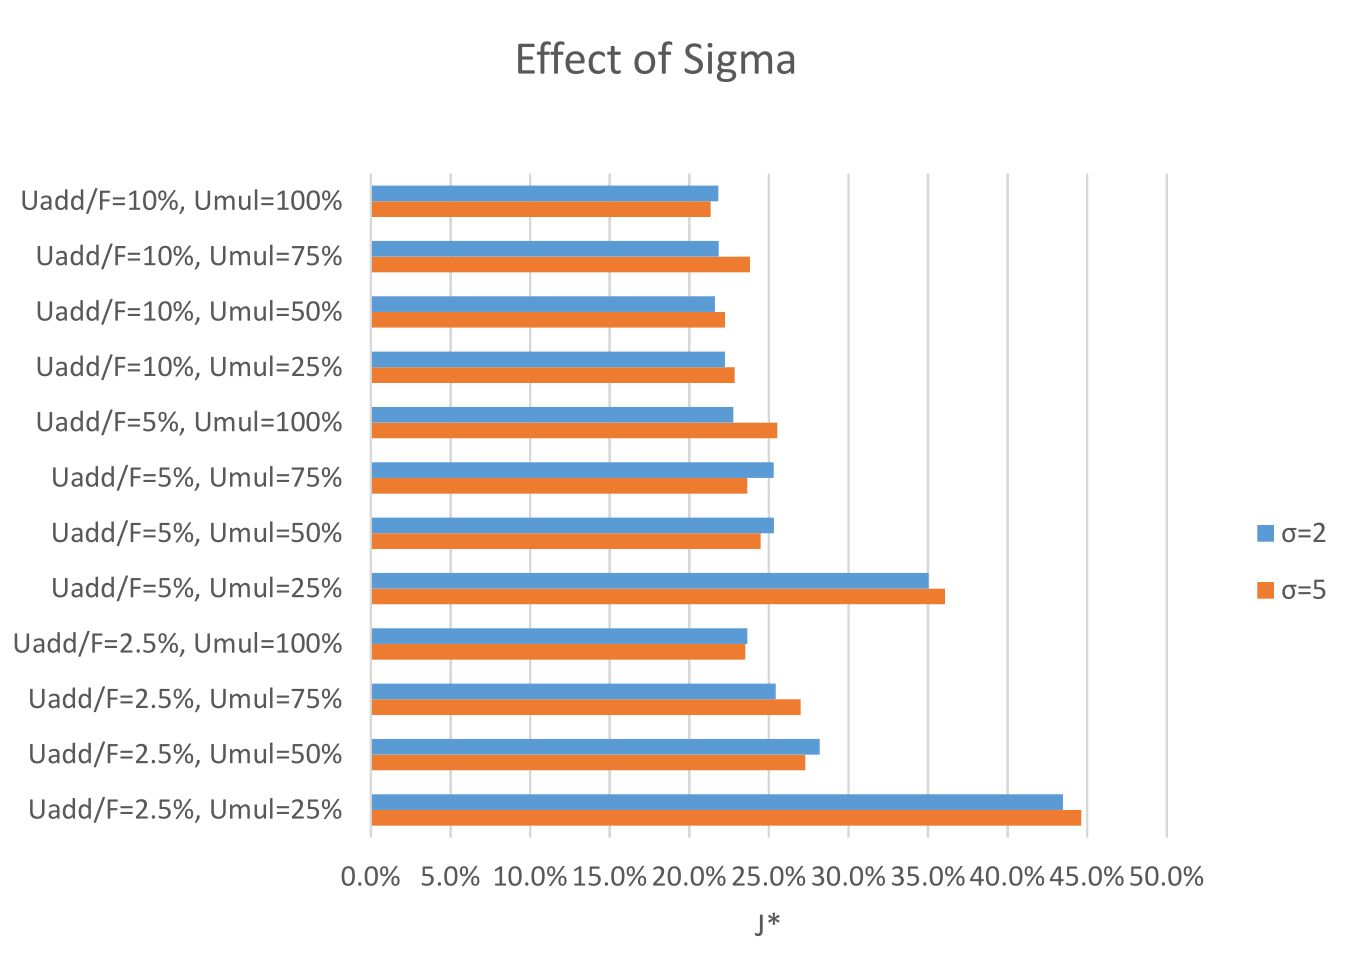 Effect of Sigma
Uadd/F=10%, Umul=100%
Uadd/F=10%, Umul=75%
Uadd/F=10%, Umul=50%
Uadd/F=10%, Umul=25%
Uadd/F=5%, Umul=100%
Uadd/F=5%, Umul=75%
Uadd/F=5%, Umul=50%
Uadd/F=5%, Umul=25%
Uadd/F=2.5%, Umul=100%
Uadd/F=2.5%, Umul=75%
Uadd/F=2.5%, Umul=50%
Uadd/F=2.5%, Umul=25%
σ=2
σ=5
0.0% 5.0% 10.0% 15.0% 20.0% 25.0% 30.0% 35.0% 40.0% 45.0% 50.0%
J*